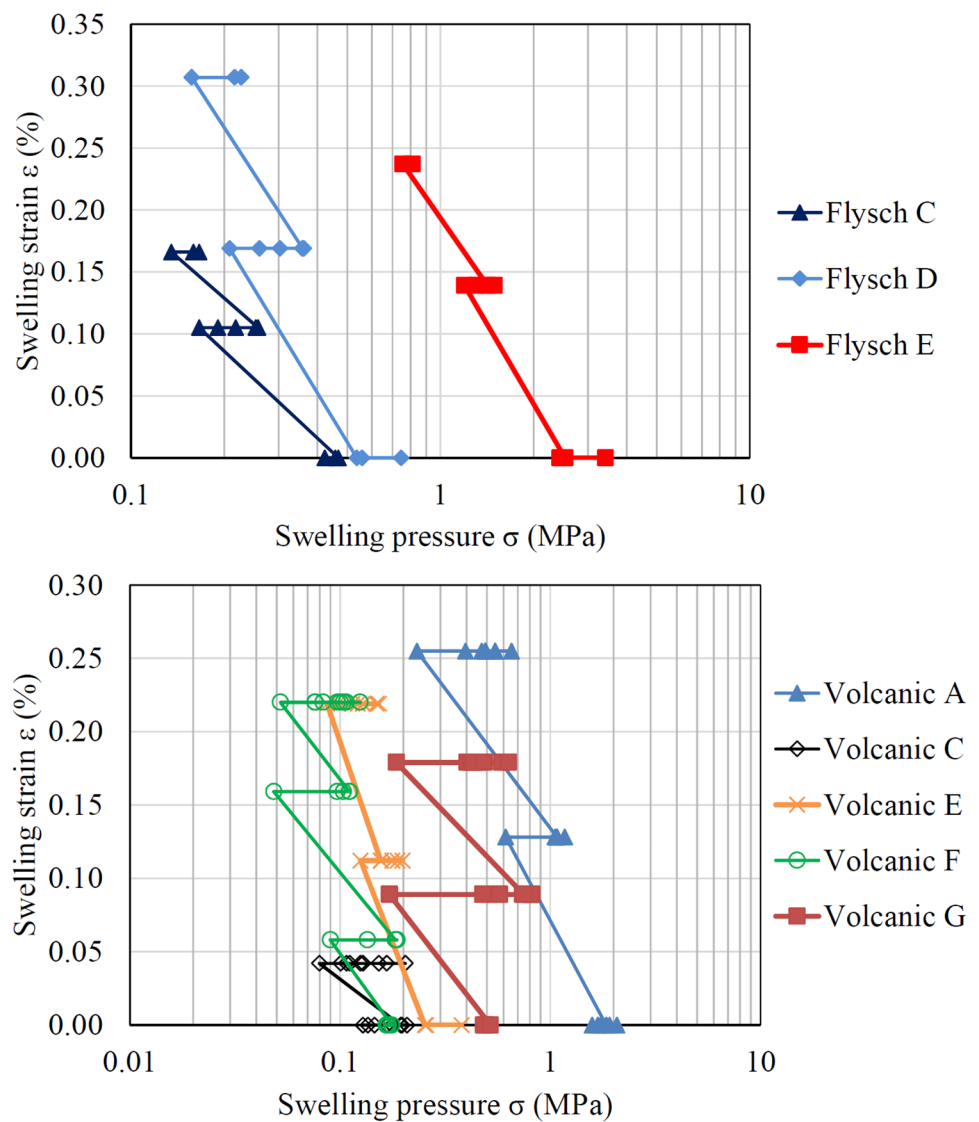 0.35
0.30
0.25
0.20
0.15
0.10
0.05
0.00
Swelling strain ε (%)
0.1 1 10
Swelling pressure σ (MPa)
Flysch C
Flysch D
Flysch E
0.30
0.25
0.20
0.15
0.10
0.05
0.00
Swelling strain ε (%)
0.01 0.1 1 10
Swelling pressure σ (MPa)
Volcanic A
Volcanic C
Volcanic E
Volcanic F
Volcanic G